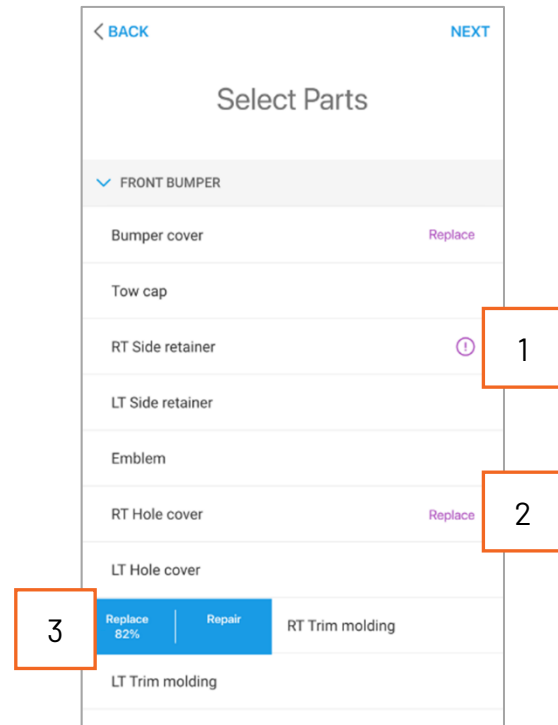 BACK NEXT
Select Parts
FRONT BUMPER
Bumper cover Replace
Tow cap
RT Side retainer ! 1
LT Side retainer
Emblem
RT Hole cover Replace 2
LT Hole cover
3 Replace 82% Repair RT Trim molding
LT Trim molding